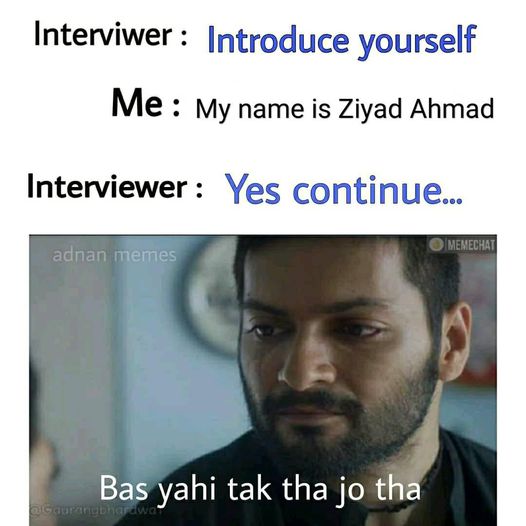 Interviwer : Introduce yourself
Me : My name is Ziyad Ahmad
Interviewer : Yes continue...
adnan memes
MEMECHAT
Bas yahi tak tha jo tha
@Gaurangbhardwaj